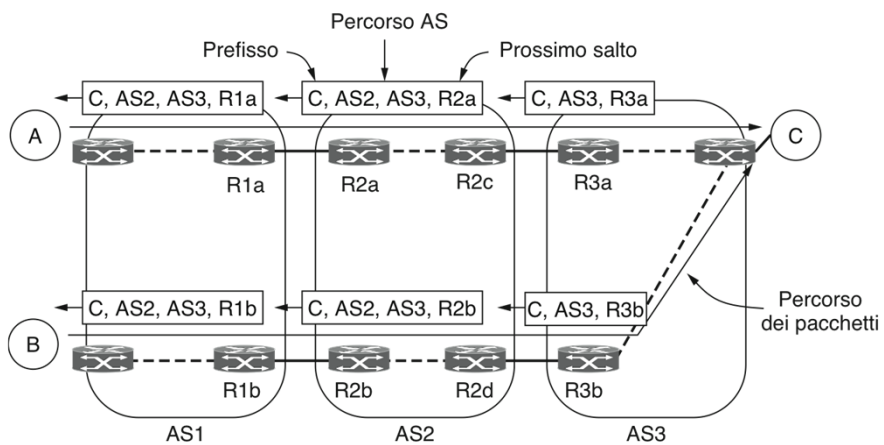 Percorso AS
Prefisso
Prossimo salto
C, AS2, AS3, R1a
C, AS2, AS3, R2a
C, AS3, R3a
A
C
R1a
R2a
R2c
R3a
C, AS2, AS3, R1b
C, AS2, AS3, R2b
C, AS3, R3b
Percorso
dei pacchetti
B
R1b
R2b
R2d
R3b
AS1
AS2
AS3